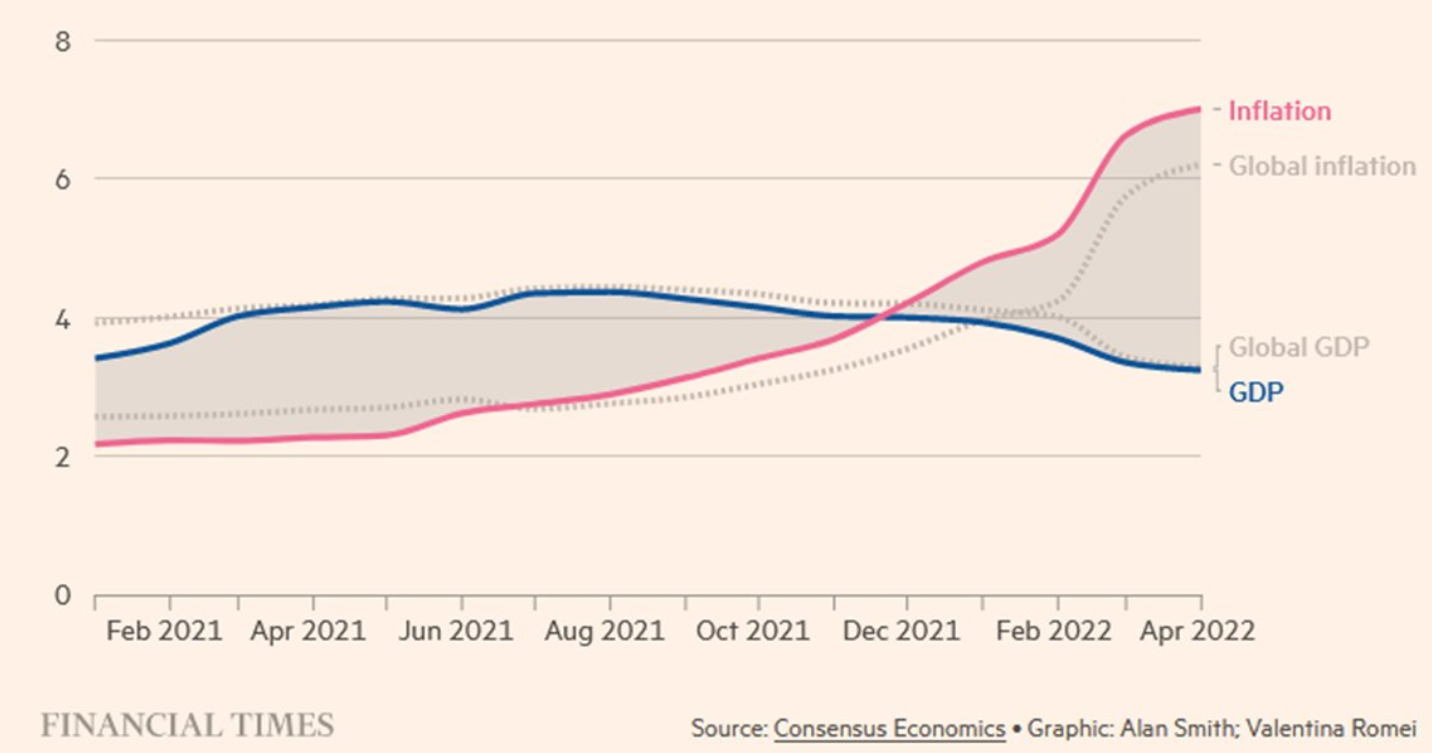 8
Inflation
Global inflation
6
4
Global GDP
GDP
2
0
Feb 2021 Apr 2021 Jun 2021 Aug 2021 Oct 2021 Dec 2021 Feb 2022 Apr 2022
FINANCIAL TIMES
Source: Consensus Economics • Graphic: Alan Smith; Valentina Romei